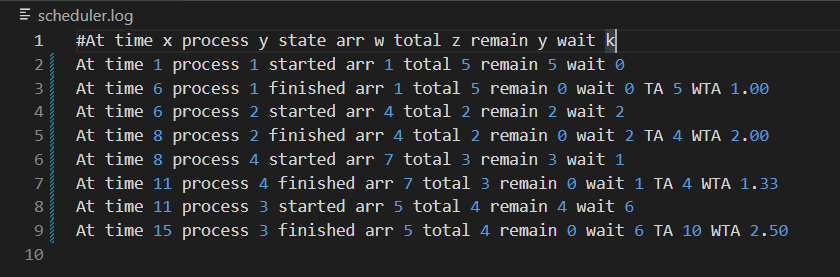 scheduler.log
1 #At time x process y state arr w total z remain y wait k
2 At time 1 process 1 started arr 1 total 5 remain 5 wait 0
3 At time 6 process 1 finished arr 1 total 5 remain 0 wait 0 TA 5 WTA 1.00
4 At time 6 process 2 started arr 4 total 2 remain 2 wait 2
5 At time 8 process 2 finished arr 4 total 2 remain 0 wait 2 TA 4 WTA 2.00
6 At time 8 process 4 started arr 7 total 3 remain 3 wait 1
7 At time 11 process 4 finished arr 7 total 3 remain 0 wait 1 TA 4 WTA 1.33
8 At time 11 process 3 started arr 5 total 4 remain 4 wait 6
9 At time 15 process 3 finished arr 5 total 4 remain 0 wait 6 TA 10 WTA 2.50
10